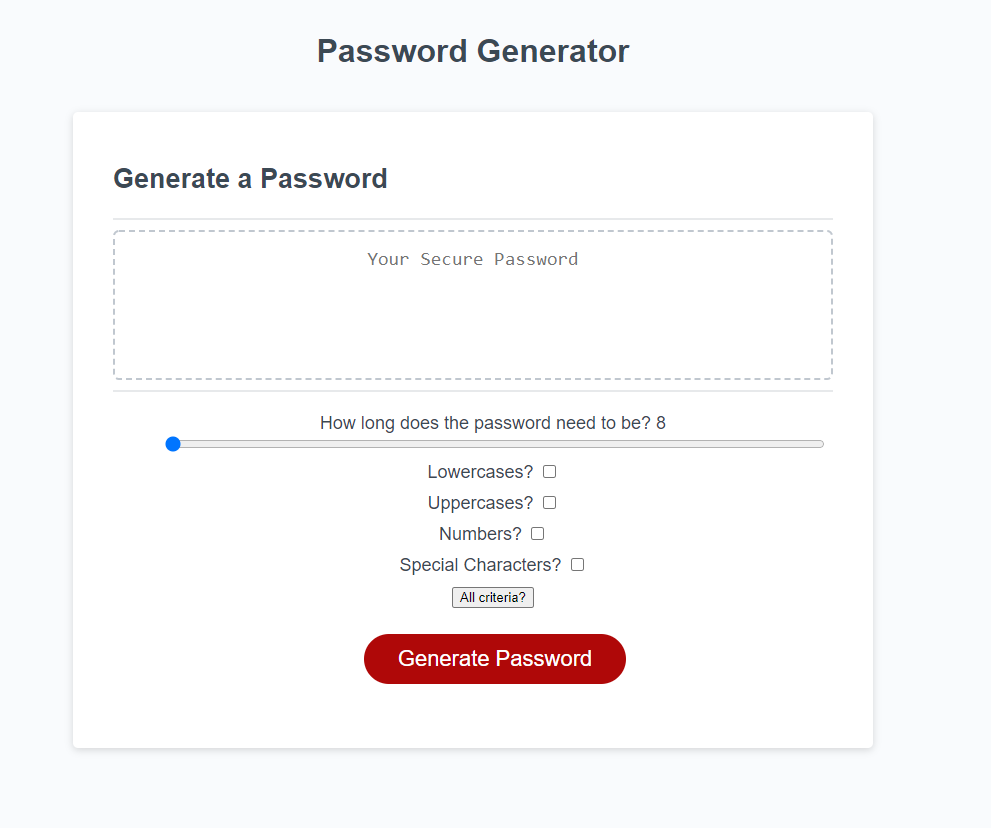 Password Generator
Generate a Password
Your Secure Password
How long does the password need to be? 8
Lowercases?
Uppercases?
Numbers?
Special Characters?
All criteria?
Generate Password